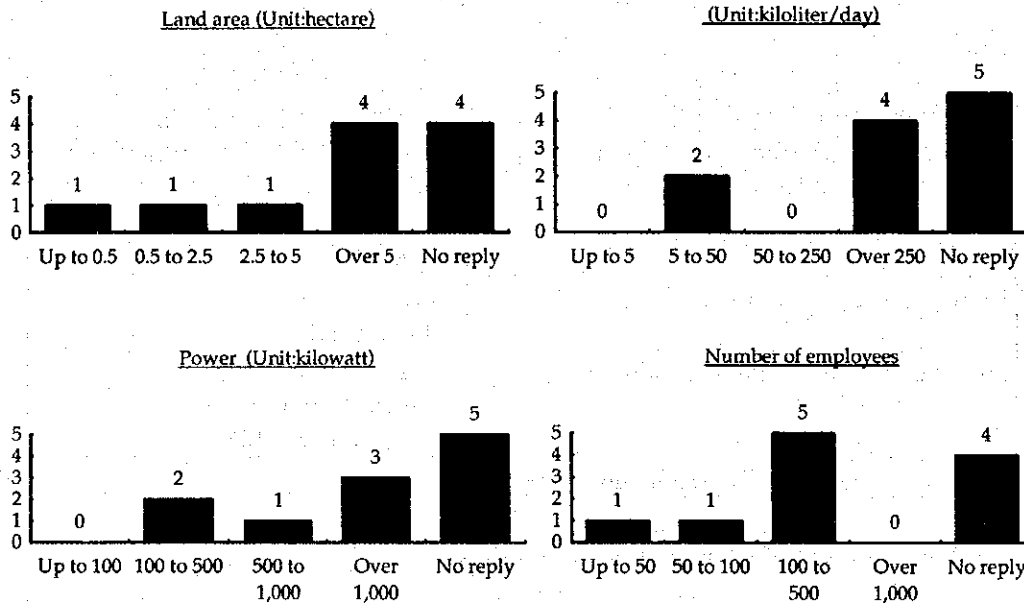 Land area (Unit:hectare)
5
4
3
2
1
0
1
1
1
4
4
Up to 0.5
0.5 to 2.5
2.5 to 5
Over 5
No reply
(Unit:kiloliter/day)
5
4
3
2
1
0
0
2
0
4
5
Up to 5
5 to 50
50 to 250
Over 250
No reply
Power (Unit:kilowatt)
5
4
3
2
1
0
0
2
1
3
5
Up to 100
100 to 500
500 to
1,000
Over
1,000
No reply
Number of employees
5
4
3
2
1
0
1
1
5
0
4
Up to 50
50 to 100
100 to
500
Over
1,000
No reply